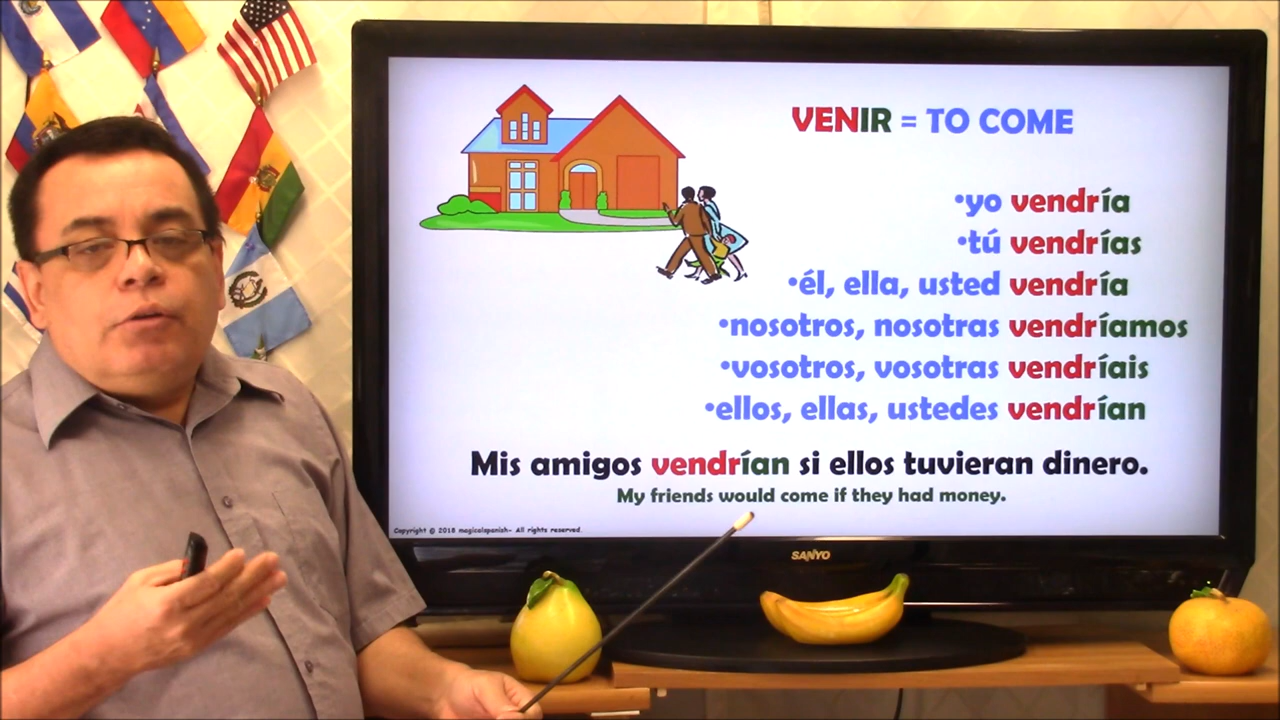 VENIR = TO COME
•yo vendría
•tú vendrías
•él, ella, usted vendría
•nosotros, nosotras vendríamos
•vosotros, vosotras vendríais
•ellos, ellas, ustedes vendrían
Mis amigos vendrían si ellos tuvieran dinero.
My friends would come if they had money.
Copyright © 2018 magicalspanish- All rights reserved.
SANYO